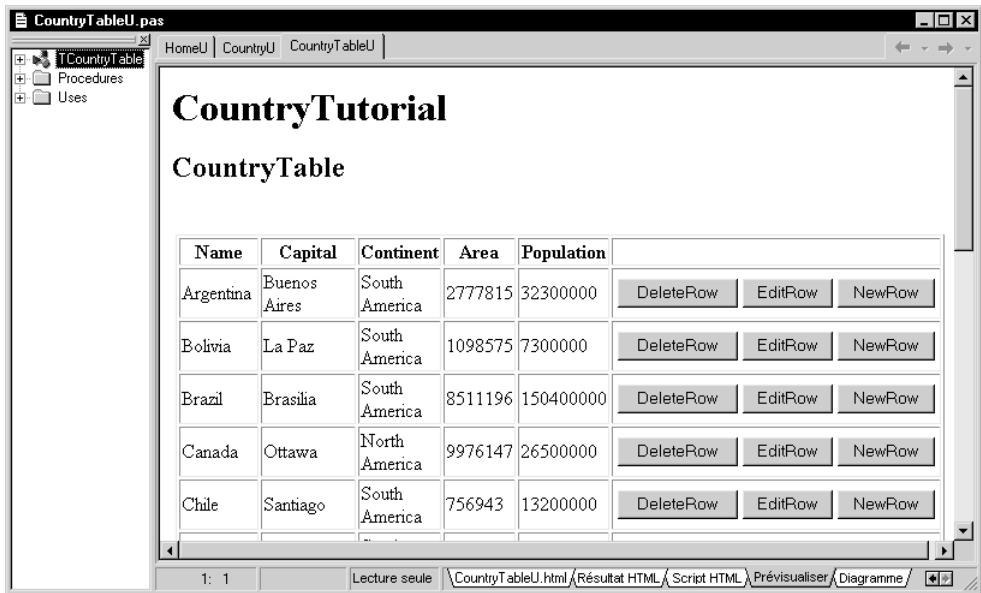 CountryTableU.pas
TCountryTable
Procedures
Uses
HomeU CountryU CountryTableU
CountryTutorial
CountryTable
Name Capital Continent Area Population
Argentina Buenos Aires South America 2777815 32300000 DeleteRow EditRow NewRow
Bolivia La Paz South America 1098575 7300000 DeleteRow EditRow NewRow
Brazil Brasilia South America 8511196 150400000 DeleteRow EditRow NewRow
Canada Ottawa North America 9976147 26500000 DeleteRow EditRow NewRow
Chile Santiago South America 756943 13200000 DeleteRow EditRow NewRow
1: 1 Lecture seule CountryTableU.html Résultat HTML Script HTML Prévisualiser Diagramme